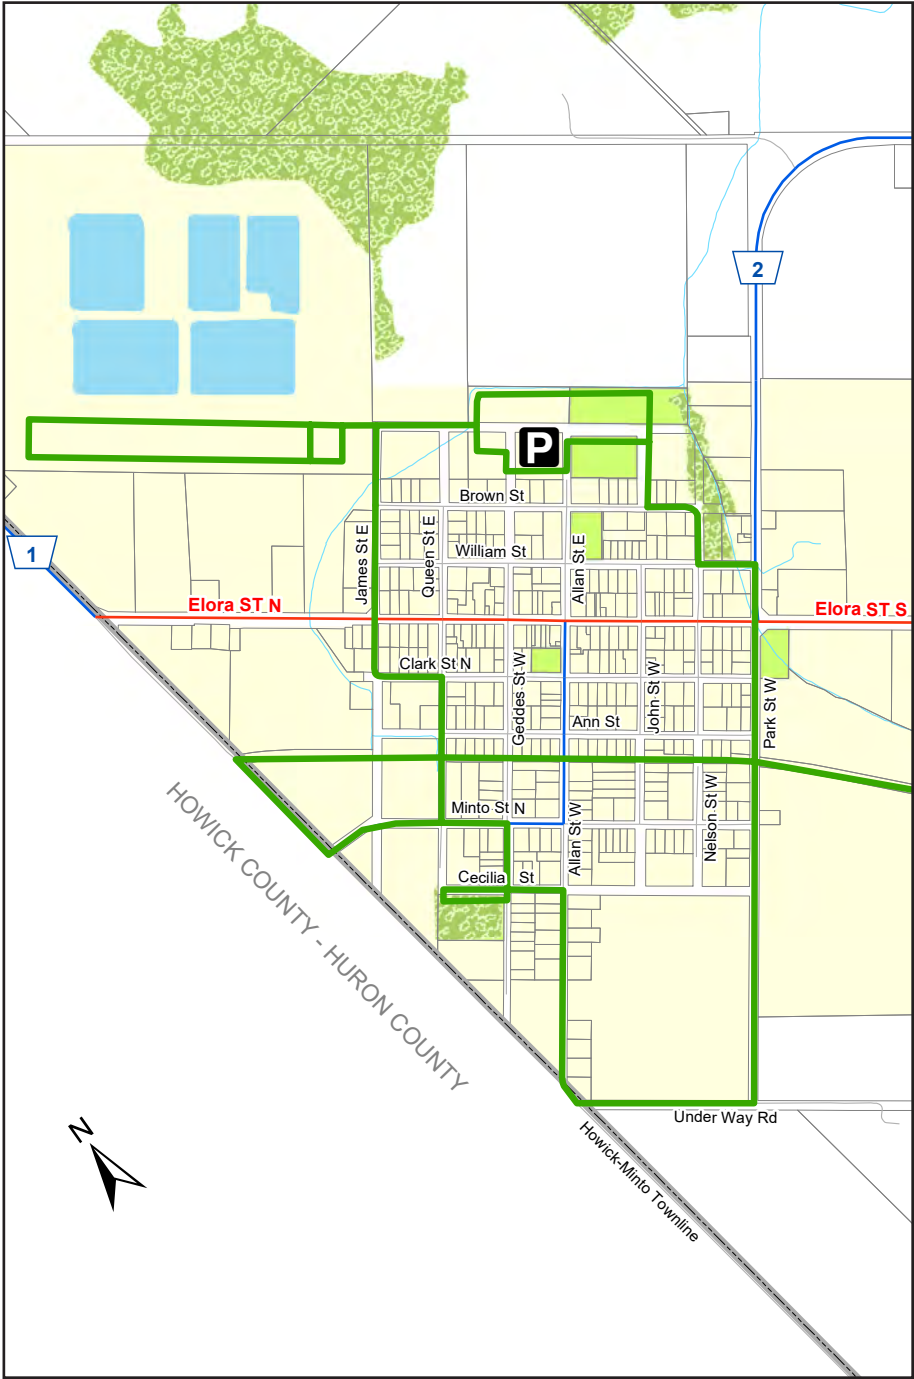 2
P
Brown St
1
William St
James St E
Queen St E
Allan St E
Elora ST N
Elora ST S
Clark St N
Geddes St W
John St W
Park St W
Ann St
Minto St N
Allan St W
Nelson St W
Cecilia St
HOWICK COUNTY - HURON COUNTY
Under Way Rd
N
Howick-Minto Townline